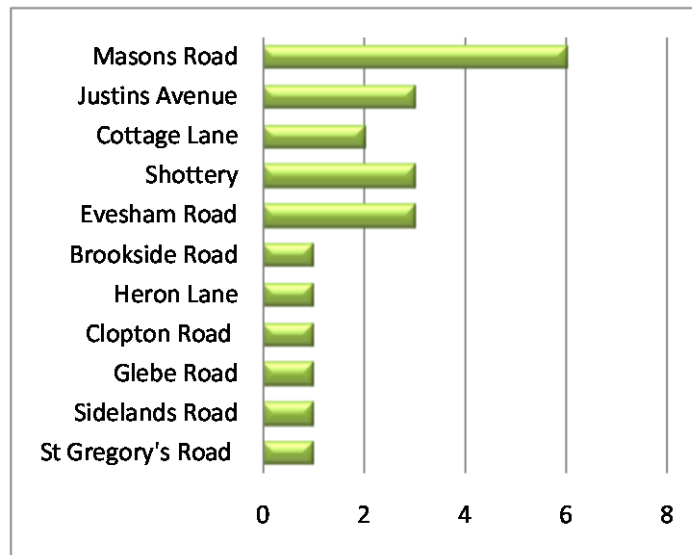 Masons Road
Justins Avenue
Cottage Lane
Shottery
Evesham Road
Brookside Road
Heron Lane
Clopton Road
Glebe Road
Sidelands Road
St Gregory's Road
0 2 4 6 8